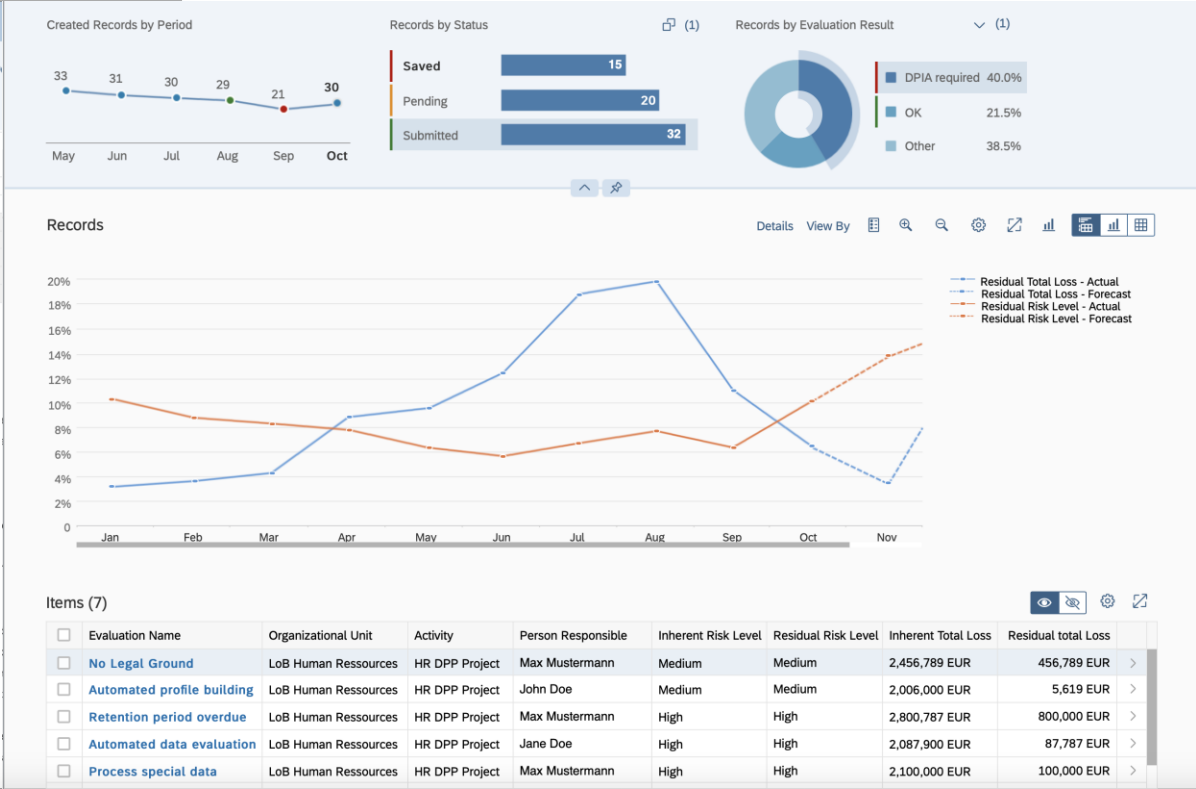 Created Records by Period
33 31 30 29 21 30
May Jun Jul Aug Sep Oct
Records by Status (1)
Saved 15
Pending 20
Submitted 32
Records by Evaluation Result (1)
DPIA required 40.0%
OK 21.5%
Other 38.5%
Records
Details View By
20%
18%
16%
14%
12%
10%
8%
6%
4%
2%
0
Jan Feb Mar Apr May Jun Jul Aug Sep Oct Nov
Residual Total Loss - Actual
Residual Total Loss - Forecast
Residual Risk Level - Actual
Residual Risk Level - Forecast
Items (7)
Evaluation Name Organizational Unit Activity Person Responsible Inherent Risk Level Residual Risk Level Inherent Total Loss Residual total Loss
No Legal Ground LoB Human Ressources HR DPP Project Max Mustermann Medium Medium 2,456,789 EUR 456,789 EUR
Automated profile building LoB Human Ressources HR DPP Project John Doe Medium Medium 2,006,000 EUR 5,619 EUR
Retention period overdue LoB Human Ressources HR DPP Project Max Mustermann High High 2,800,787 EUR 800,000 EUR
Automated data evaluation LoB Human Ressources HR DPP Project Jane Doe High High 2,087,900 EUR 87,787 EUR
Process special data LoB Human Ressources HR DPP Project Max Mustermann High High 2,100,000 EUR 100,000 EUR